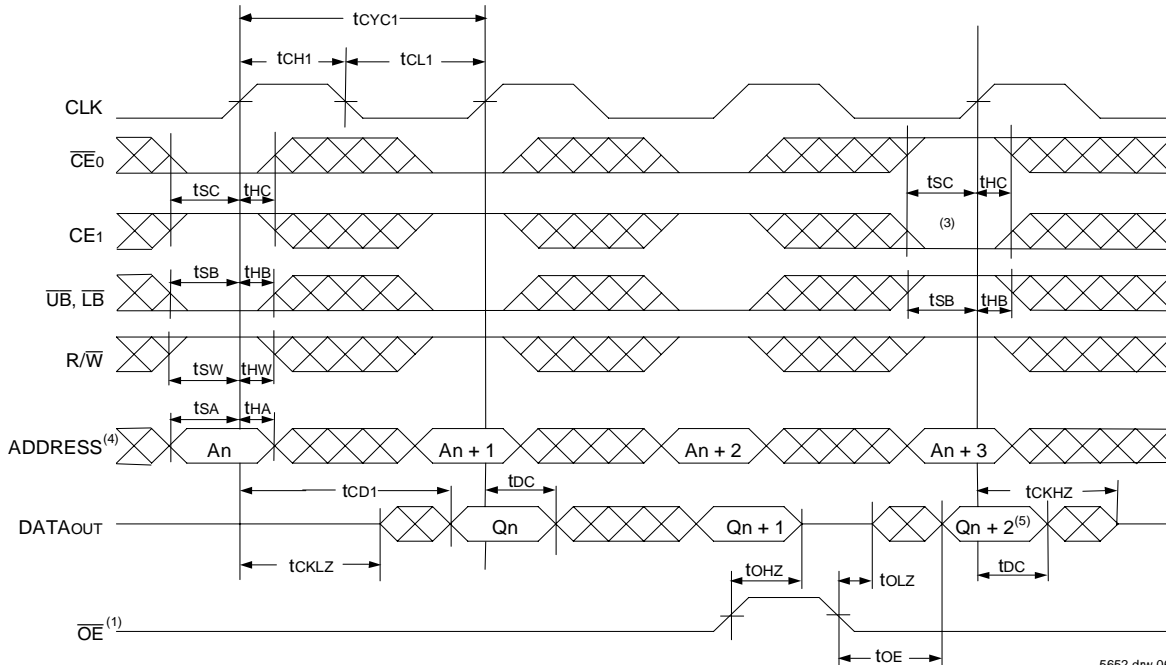 tCYC1
tCH1 tCL1
CLK
CE0
tSC tHC tSC tHC
CE1 (3)
tSB tHB
UB, LB tSB tHB
R/W
tSW tHW
tSA tHA
ADDRESS(4) An An + 1 An + 2 An + 3
tCD1 tDC tCKHZ
DATAOUT Qn Qn + 1 Qn + 2(5)
tCKLZ tOHZ tOLZ tDC
OE(1)
tOE
5652 drw